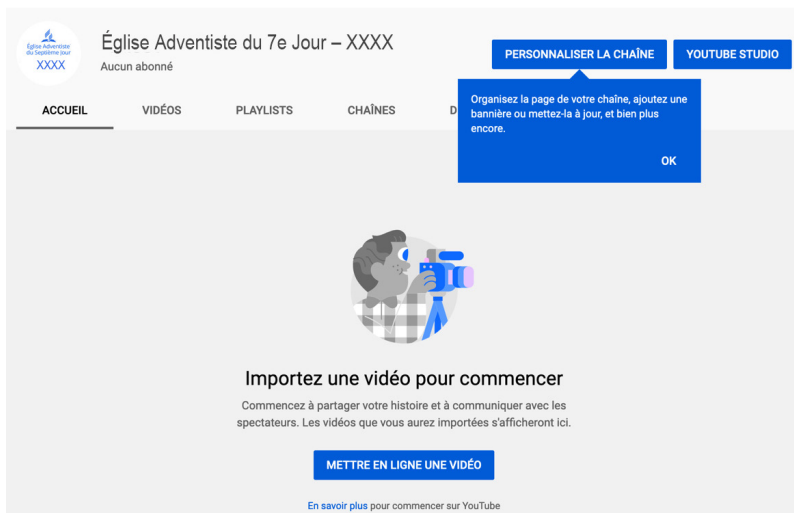 Église Adventiste
du Septième Jour
XXXX
Église Adventiste du 7e Jour – XXXX
Aucun abonné
PERSONNALISER LA CHAÎNE
YOUTUBE STUDIO
ACCUEIL
VIDÉOS
PLAYLISTS
CHAÎNES
D
Organisez la page de votre chaîne, ajoutez une
bannière ou mettez-la à jour, et bien plus
encore.
OK
Importez une vidéo pour commencer
Commencez à partager votre histoire et à communiquer avec les
spectateurs. Les vidéos que vous aurez importées s'afficheront ici.
METTRE EN LIGNE UNE VIDÉO
En savoir plus pour commencer sur YouTube